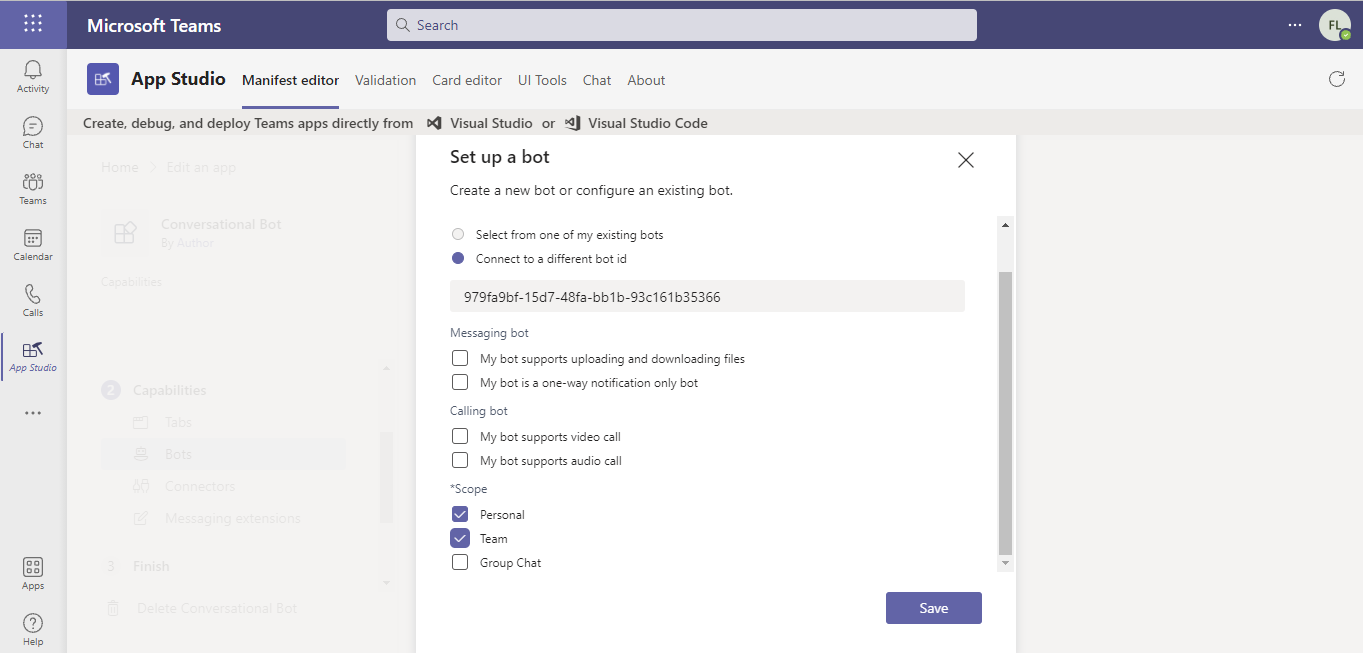 Microsoft Teams
Search
FL
Activity
Chat
Teams
Calendar
Calls
App Studio
Apps
Help
App Studio
Manifest editor
Validation
Card editor
UI Tools
Chat
About
Create, debug, and deploy Teams apps directly from Visual Studio or Visual Studio Code
Home > Edit an app
Conversational Bot
By Author
Capabilities
2 Capabilities
Tabs
Bots
Connectors
Messaging extensions
3 Finish
Delete Conversational Bot
Set up a bot
Create a new bot or configure an existing bot.
Select from one of my existing bots
Connect to a different bot id
979fa9bf-15d7-48fa-bb1b-93c161b35366
Messaging bot
My bot supports uploading and downloading files
My bot is a one-way notification only bot
Calling bot
My bot supports video call
My bot supports audio call
*Scope
Personal
Team
Group Chat
Save